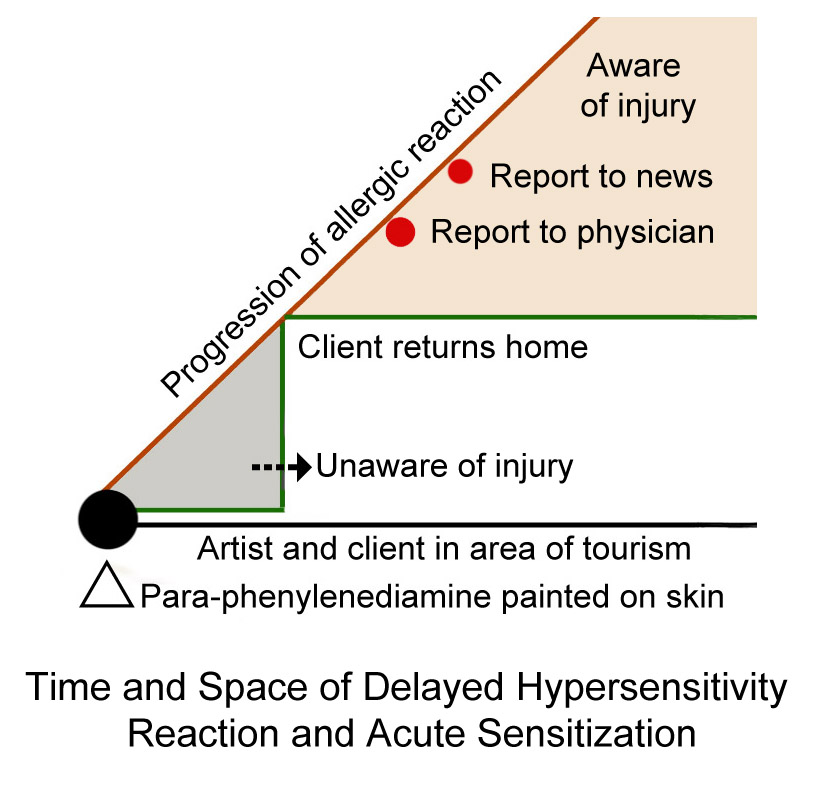 Aware
of injury
Progression of allergic reaction
Report to news
Report to physician
Client returns home
Unaware of injury
Artist and client in area of tourism
Para-phenylenediamine painted on skin
Time and Space of Delayed Hypersensitivity
Reaction and Acute Sensitization